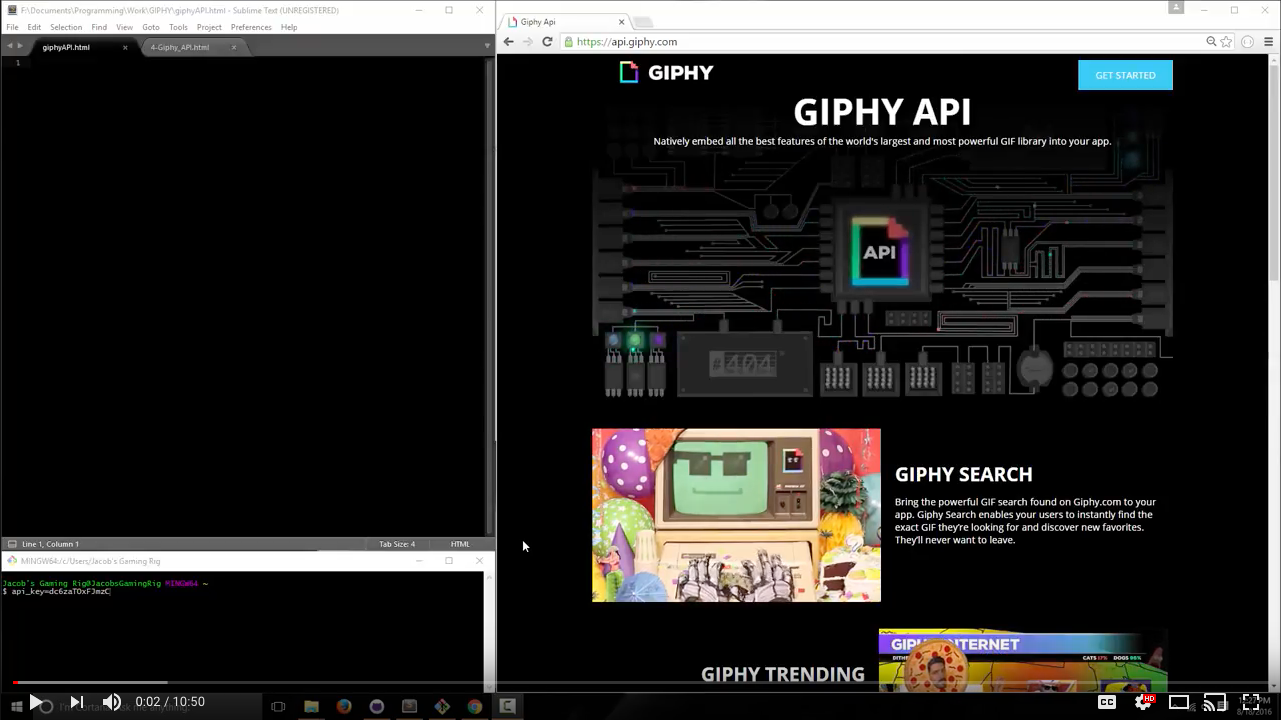 F:\Documents\Programming\Work\GIPHY\giphyAPI.html - Sublime Text (UNREGISTERED)
File Edit Selection Find View Goto Tools Project Preferences Help
giphyAPI.html
4-Giphy_API.html
1
Line 1, Column 1
Tab Size: 4
HTML
MINGW64:/c/Users/Jacob's Gaming Rig
Jacob's Gaming Rig@JacobsGamingRig MINGW64 ~
$ api_key=dc6zaTOxFJmzC
Giphy Api
https://api.giphy.com
GIPHY
GET STARTED
GIPHY API
Natively embed all the best features of the world's largest and most powerful GIF library into your app.
API
0404
GIPHY SEARCH
Bring the powerful GIF search found on Giphy.com to your
app. Giphy Search enables your users to instantly find the
exact GIF they're looking for and discover new favorites.
They'll never want to leave.
GIPHY TRENDING
CATS
DOGS
0:02 / 10:50
CC
HD
8/18/2016